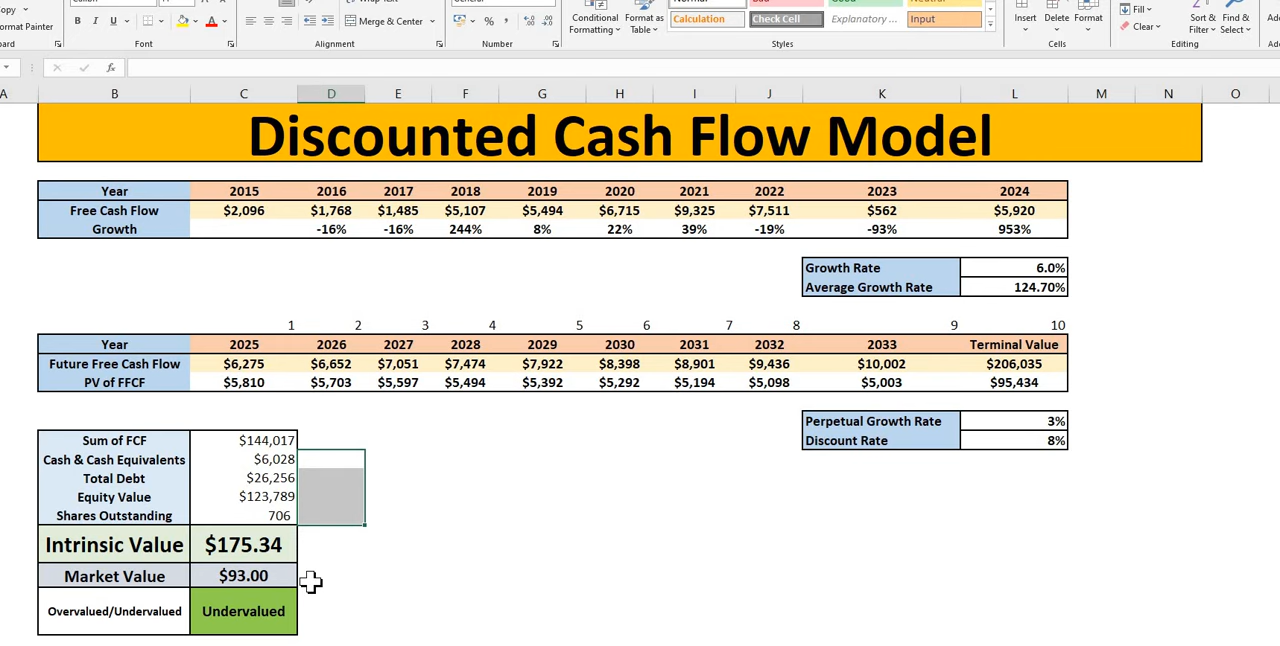 Copy
Format Painter
Wrap Text
General
Normal
Good
Neutral
B I U A
Merge & Center
$ % ,
Conditional Formatting
Format as Table
Calculation
Check Cell
Explanatory ...
Input
Insert
Delete
Format
Fill
Clear
Sort & Filter
Find & Select
Font
Alignment
Number
Styles
Cells
Editing
fx
A B C D E F G H I J K L M N O
Discounted Cash Flow Model
Year 2015 2016 2017 2018 2019 2020 2021 2022 2023 2024
Free Cash Flow $2,096 $1,768 $1,485 $5,107 $5,494 $6,715 $9,325 $7,511 $562 $5,920
Growth -16% -16% 244% 8% 22% 39% -19% -93% 953%
Growth Rate 6.0%
Average Growth Rate 124.70%
1 2 3 4 5 6 7 8 9 10
Year 2025 2026 2027 2028 2029 2030 2031 2032 2033 Terminal Value
Future Free Cash Flow $6,275 $6,652 $7,051 $7,474 $7,922 $8,398 $8,901 $9,436 $10,002 $206,035
PV of FFCF $5,810 $5,703 $5,597 $5,494 $5,392 $5,292 $5,194 $5,098 $5,003 $95,434
Perpetual Growth Rate 3%
Discount Rate 8%
Sum of FCF $144,017
Cash & Cash Equivalents $6,028
Total Debt $26,256
Equity Value $123,789
Shares Outstanding 706
Intrinsic Value $175.34
Market Value $93.00
Overvalued/Undervalued Undervalued